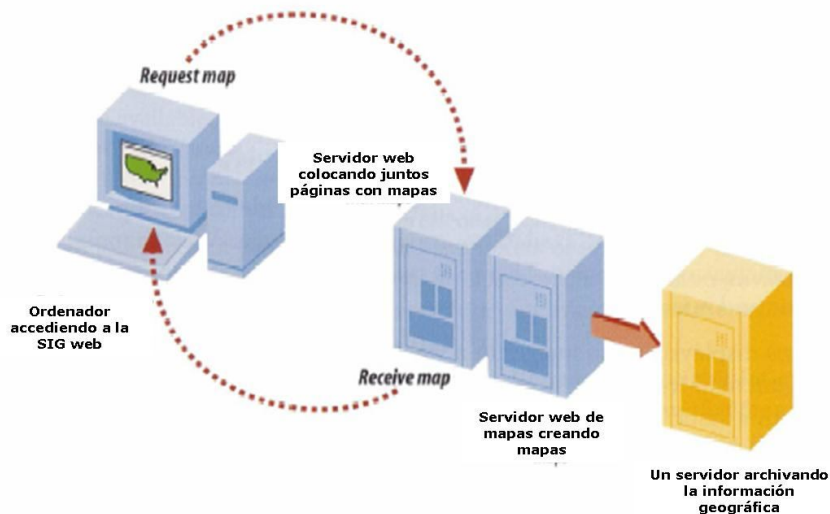 Request map
Servidor web
colocando juntos
páginas con mapas
Ordenador
accediendo a la
SIG web
Receive map
Servidor web de
mapas creando
mapas
Un servidor archivando
la información
geográfica